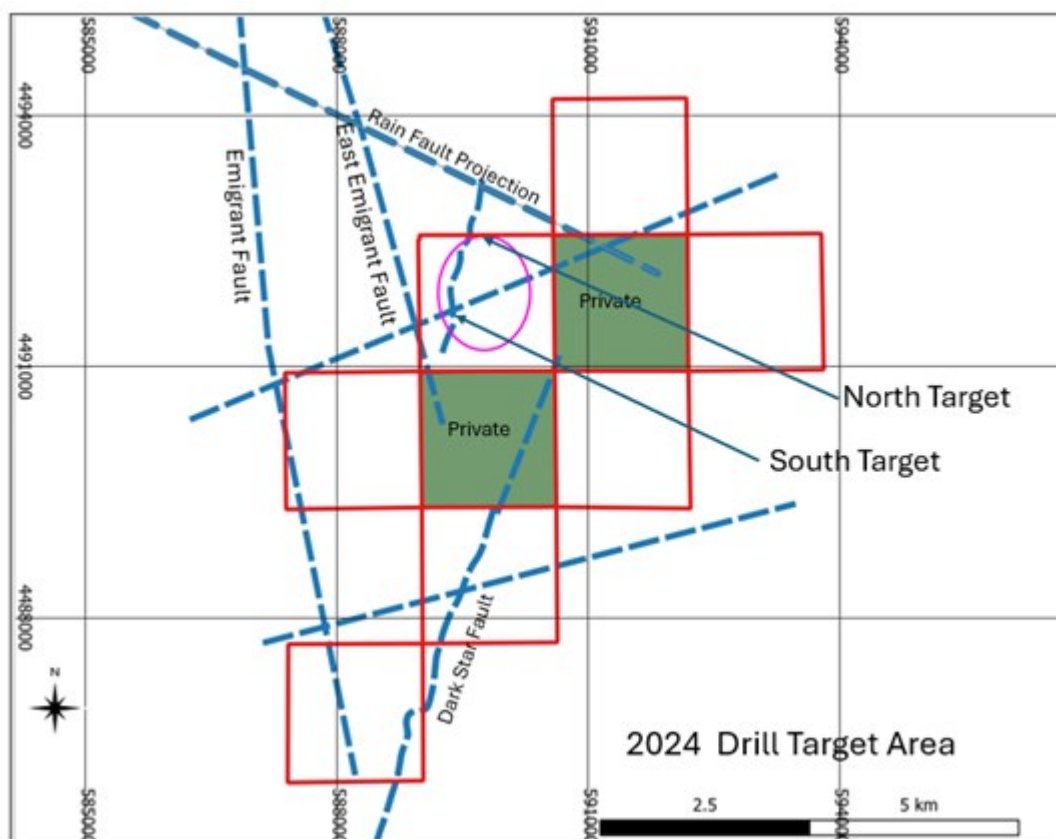 585000
588000
591000
594000
4494000
Rain Fault Projection
Emigrant Fault
East Emigrant Fault
Private
4491000
North Target
Private
South Target
4488000
Dark Star Fault
N
2024 Drill Target Area
585000
588000
591000
594000
2.5
5 km